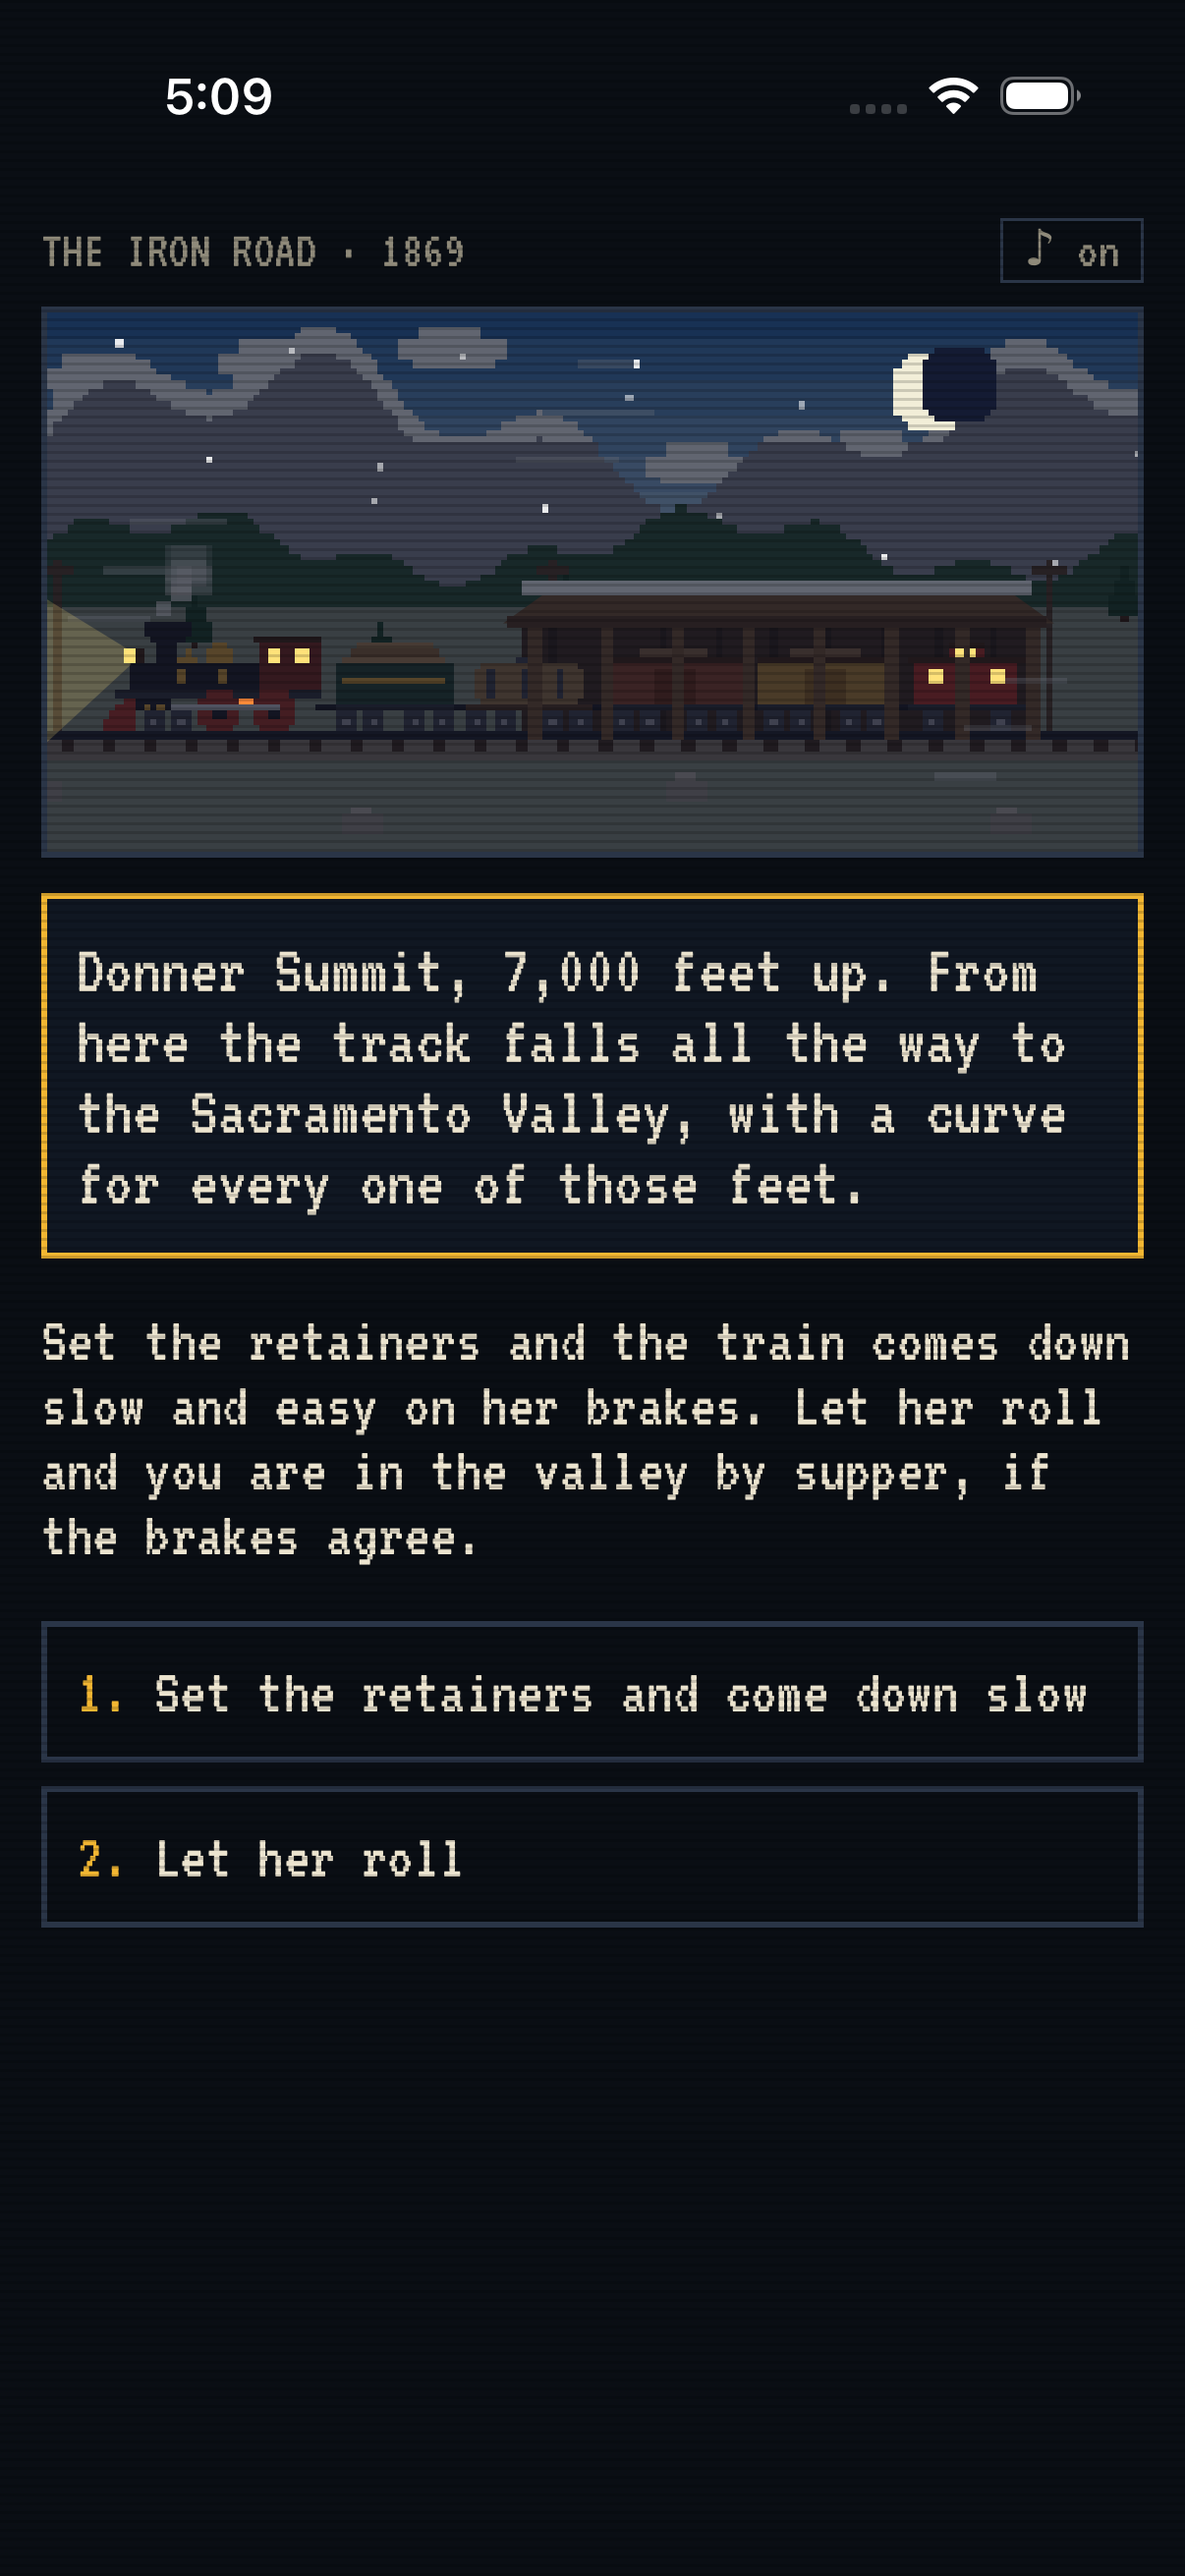 5:09
THE IRON ROAD · 1869
♪ on
Donner Summit, 7,000 feet up. From
here the track falls all the way to
the Sacramento Valley, with a curve
for every one of those feet.
Set the retainers and the train comes down
slow and easy on her brakes. Let her roll
and you are in the valley by supper, if
the brakes agree.
1. Set the retainers and come down slow
2. Let her roll